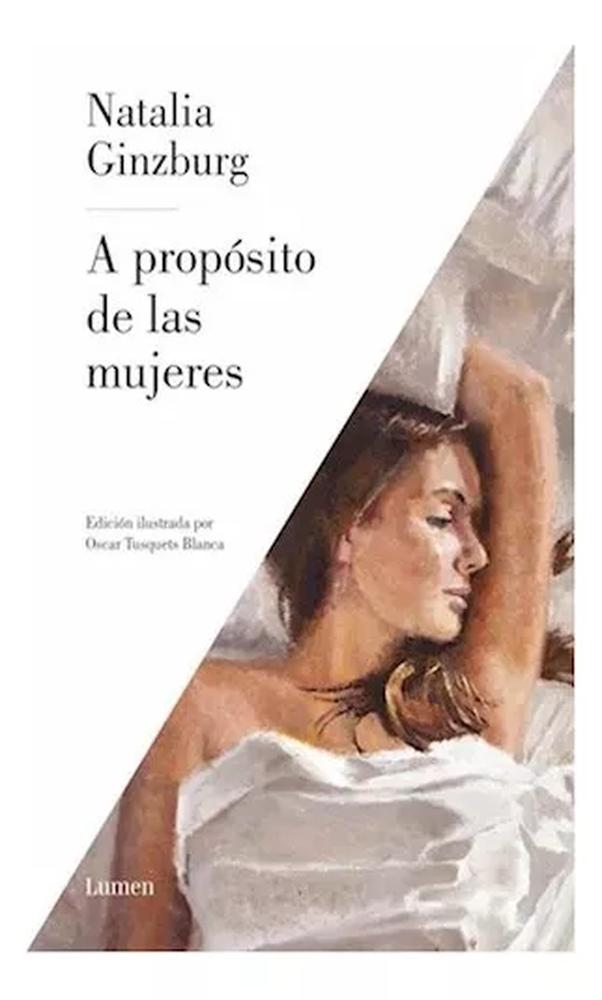 Natalia
Ginzburg
A propósito
de las
mujeres
Edición ilustrada por
Oscar Tusquets Blanca
Lumen